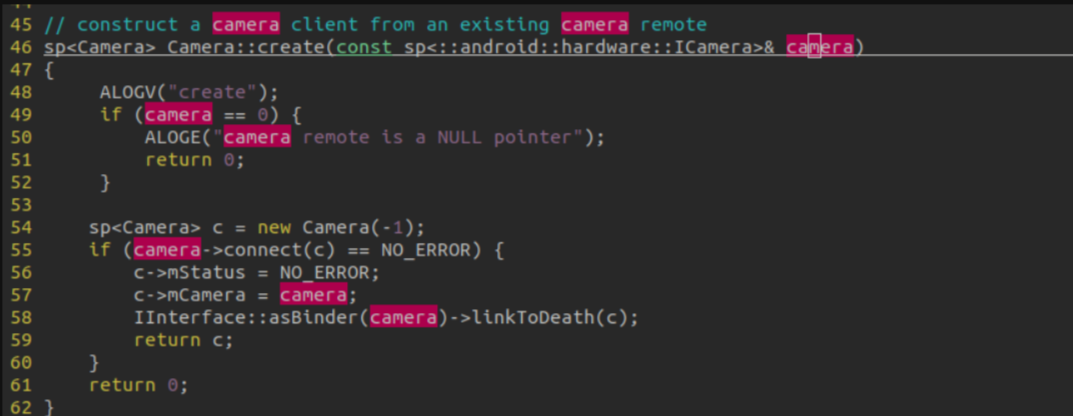 45 // construct a camera client from an existing camera remote
46 sp<Camera> Camera::create(const sp<::android::hardware::ICamera>& camera)
47 {
48      ALOGV("create");
49      if (camera == 0) {
50          ALOGE("camera remote is a NULL pointer");
51          return 0;
52      }
53
54     sp<Camera> c = new Camera(-1);
55     if (camera->connect(c) == NO_ERROR) {
56         c->mStatus = NO_ERROR;
57         c->mCamera = camera;
58         IInterface::asBinder(camera)->linkToDeath(c);
59         return c;
60     }
61     return 0;
62 }